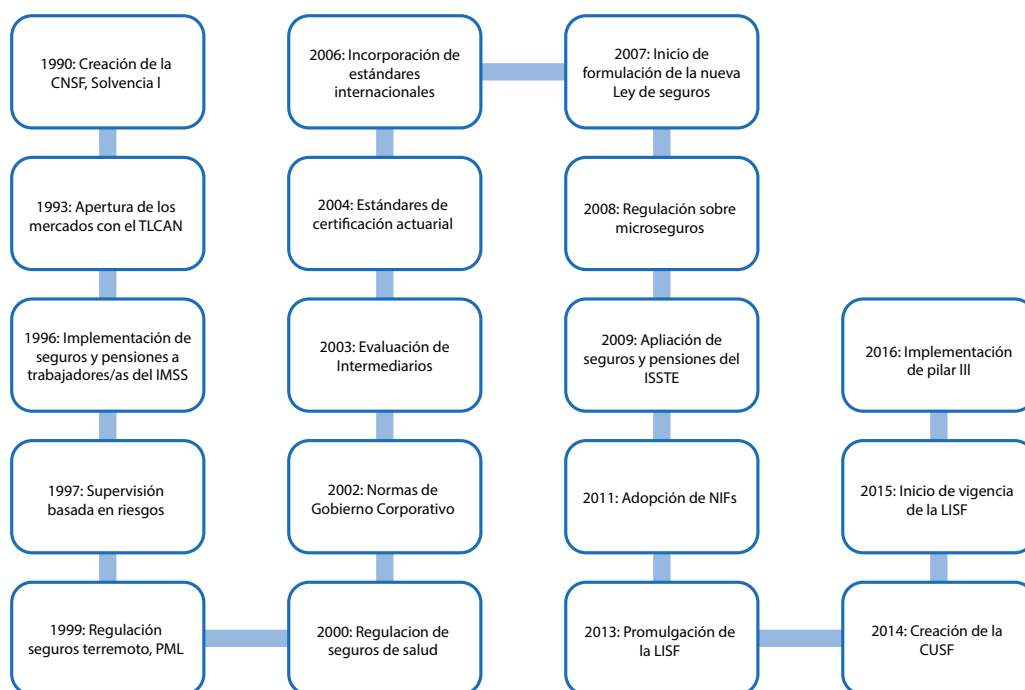 1990: Creación de la
CNSF, Solvencia I
1993: Apertura de los
mercados con el TLCAN
1996: Implementación de
seguros y pensiones a
trabajadores/as del IMSS
1997: Supervisión
basada en riesgos
1999: Regulación
seguros terremoto, PML
2000: Regulacion de
seguros de salud
2002: Normas de
Gobierno Corporativo
2003: Evaluación de
Intermediarios
2004: Estándares de
certificación actuarial
2006: Incorporación de
estándares
internacionales
2007: Inicio de
formulación de la nueva
Ley de seguros
2008: Regulación sobre
microseguros
2009: Apliación de
seguros y pensiones del
ISSTE
2011: Adopción de NIFs
2013: Promulgación de
la LISF
2014: Creación de la
CUSF
2015: Inicio de vigencia
de la LISF
2016: Implementación
de pilar III